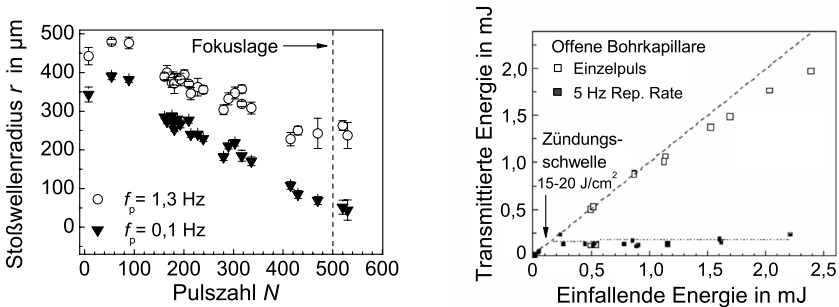 Stoßwellenradius r in µm
500
400
300
200
100
0
Fokuslage
fp= 1,3 Hz
fp= 0,1 Hz
0 100 200 300 400 500 600
Pulszahl N
Transmittierte Energie in mJ
2,0
1,5
1,0
0,5
0
Offene Bohrkapillare
Einzelpuls
5 Hz Rep. Rate
Zündungs-
schwelle
15-20 J/cm²
0 0,5 1,0 1,5 2,0 2,5
Einfallende Energie in mJ